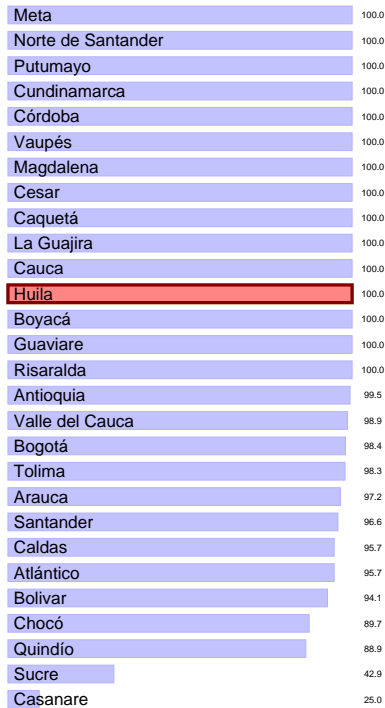 Meta 100.0
Norte de Santander 100.0
Putumayo 100.0
Cundinamarca 100.0
Córdoba 100.0
Vaupés 100.0
Magdalena 100.0
Cesar 100.0
Caquetá 100.0
La Guajira 100.0
Cauca 100.0
Huila 100.0
Boyacá 100.0
Guaviare 100.0
Risaralda 100.0
Antioquia 99.5
Valle del Cauca 98.9
Bogotá 98.4
Tolima 98.3
Arauca 97.2
Santander 96.6
Caldas 95.7
Atlántico 95.7
Bolivar 94.1
Chocó 89.7
Quindío 88.9
Sucre 42.9
Casanare 25.0